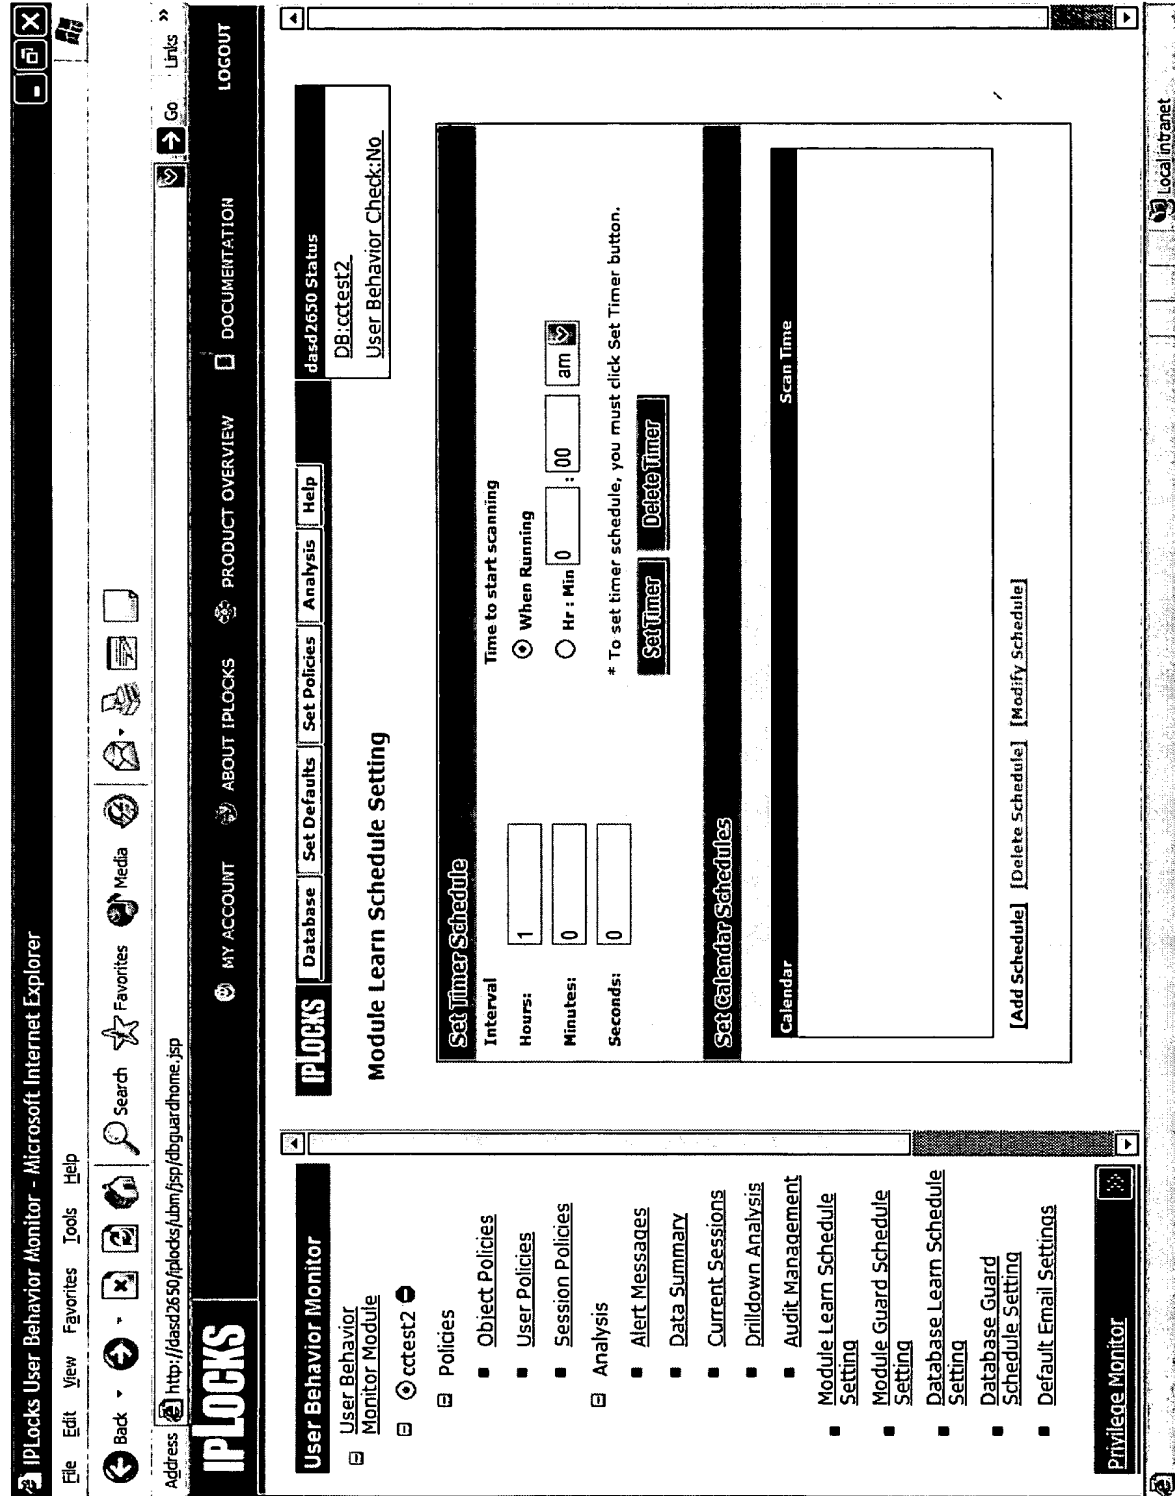 IPLocks User Behavior Monitor - Microsoft Internet Explorer
File Edit View Favorites Tools Help
Back Search Favorites Media
Address http://dasd2650/iplocks/ubm/jsp/dbguardhome.jsp Go Links »
IPLOCKS MY ACCOUNT ABOUT IPLOCKS PRODUCT OVERVIEW DOCUMENTATION LOGOUT
User Behavior Monitor
User Behavior
Monitor Module
cctest2
Policies
Object Policies
User Policies
Session Policies
Analysis
Alert Messages
Data Summary
Current Sessions
Drilldown Analysis
Audit Management
Module Learn Schedule
Setting
Module Guard Schedule
Setting
Database Learn Schedule
Setting
Database Guard
Schedule Setting
Default Email Settings
Privilege Monitor
IPLOCKS Database Set Defaults Set Policies Analysis Help
dasd2650 Status
DB:cctest2
User Behavior Check:No
Module Learn Schedule Setting
Set Timer Schedule
Interval
Hours: 1
Minutes: 0
Seconds: 0
Time to start scanning
When Running
Hr : Min 0 : 00 am
* To set timer schedule, you must click Set Timer button.
Set Timer Delete Timer
Set Calendar Schedules
Calendar Scan Time
[Add Schedule] [Delete Schedule] [Modify Schedule]
Local intranet